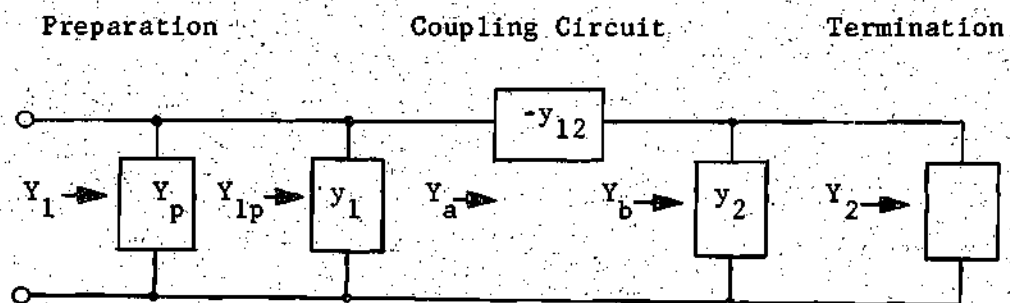 Preparation Coupling Circuit Termination
-y12
Y1 Yp Y1p y1 Ya Yb y2 Y2